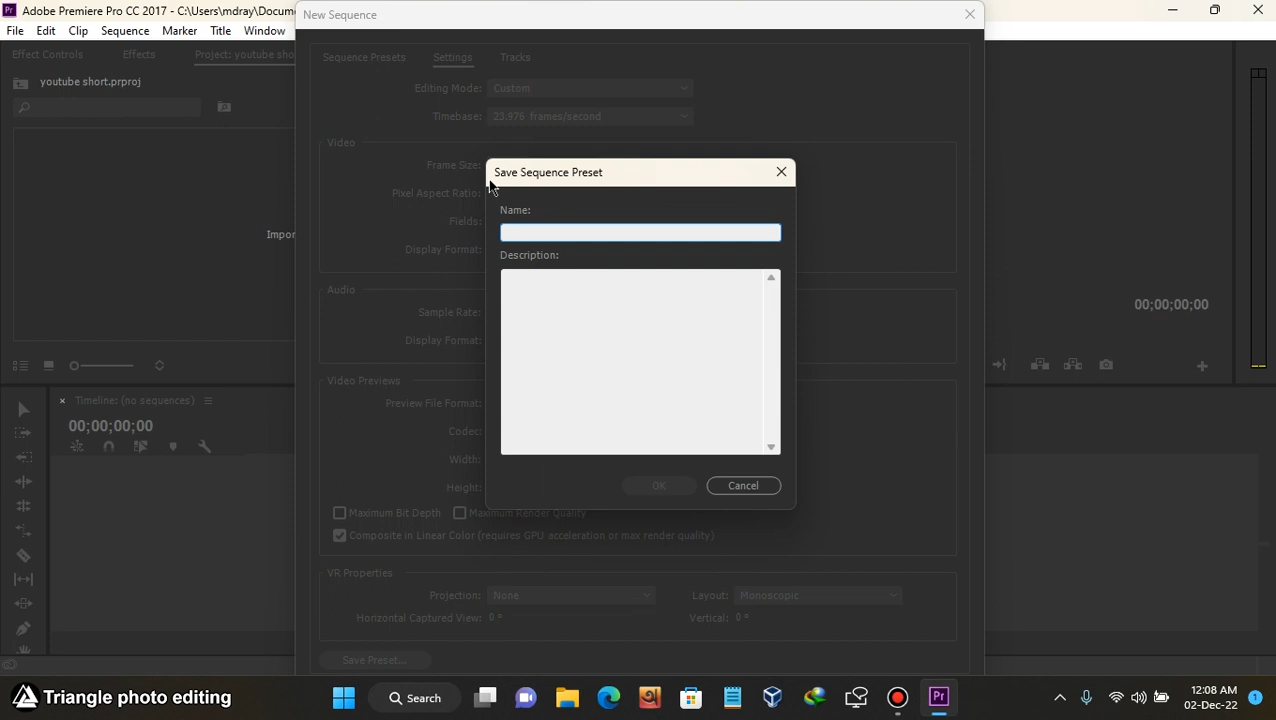 Adobe Premiere Pro CC 2017 - C:\Users\mdray\Docum
New Sequence
File Edit Clip Sequence Marker Title Window
Effect Controls Effects Project: youtube sho
Sequence Presets Settings Tracks
youtube short.prproj
Editing Mode: Custom
Timebase: 23.976 frames/second
Video
Frame Size:
Pixel Aspect Ratio:
Fields:
Display Format:
Save Sequence Preset
Name:
Description:
OK Cancel
Impor
00;00;00;00
Audio
Sample Rate:
Display Format:
Video Previews
Preview File Format:
Codec:
Width:
Height:
Maximum Bit Depth Maximum Render Quality
Composite in Linear Color (requires GPU acceleration or max render quality)
Timeline: (no sequences)
00;00;00;00
VR Properties
Projection: None Layout: Monoscopic
Horizontal Captured View: 0 ° Vertical: 0 °
Save Preset...
Triangle photo editing
Search
12:08 AM
02-Dec-22
1